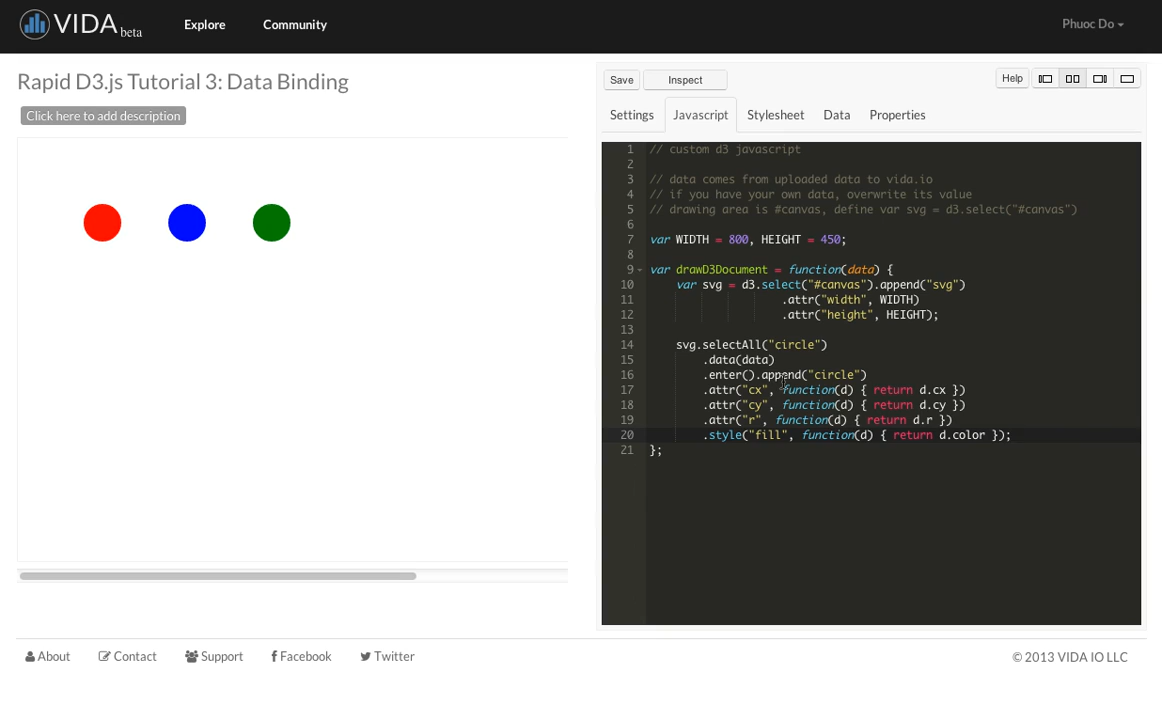 VIDA beta
Explore
Community
Phuoc Do
Rapid D3.js Tutorial 3: Data Binding
Click here to add description
Save
Inspect
Help
Settings
Javascript
Stylesheet
Data
Properties
1 // custom d3 javascript
2
3 // data comes from uploaded data to vida.io
4 // if you have your own data, overwrite its value
5 // drawing area is #canvas, define var svg = d3.select("#canvas")
6
7 var WIDTH = 800, HEIGHT = 450;
8
9 var drawD3Document = function(data) {
10 var svg = d3.select("#canvas").append("svg")
11 .attr("width", WIDTH)
12 .attr("height", HEIGHT);
13
14 svg.selectAll("circle")
15 .data(data)
16 .enter().append("circle")
17 .attr("cx", function(d) { return d.cx })
18 .attr("cy", function(d) { return d.cy })
19 .attr("r", function(d) { return d.r })
20 .style("fill", function(d) { return d.color });
21 };
About
Contact
Support
Facebook
Twitter
© 2013 VIDA IO LLC